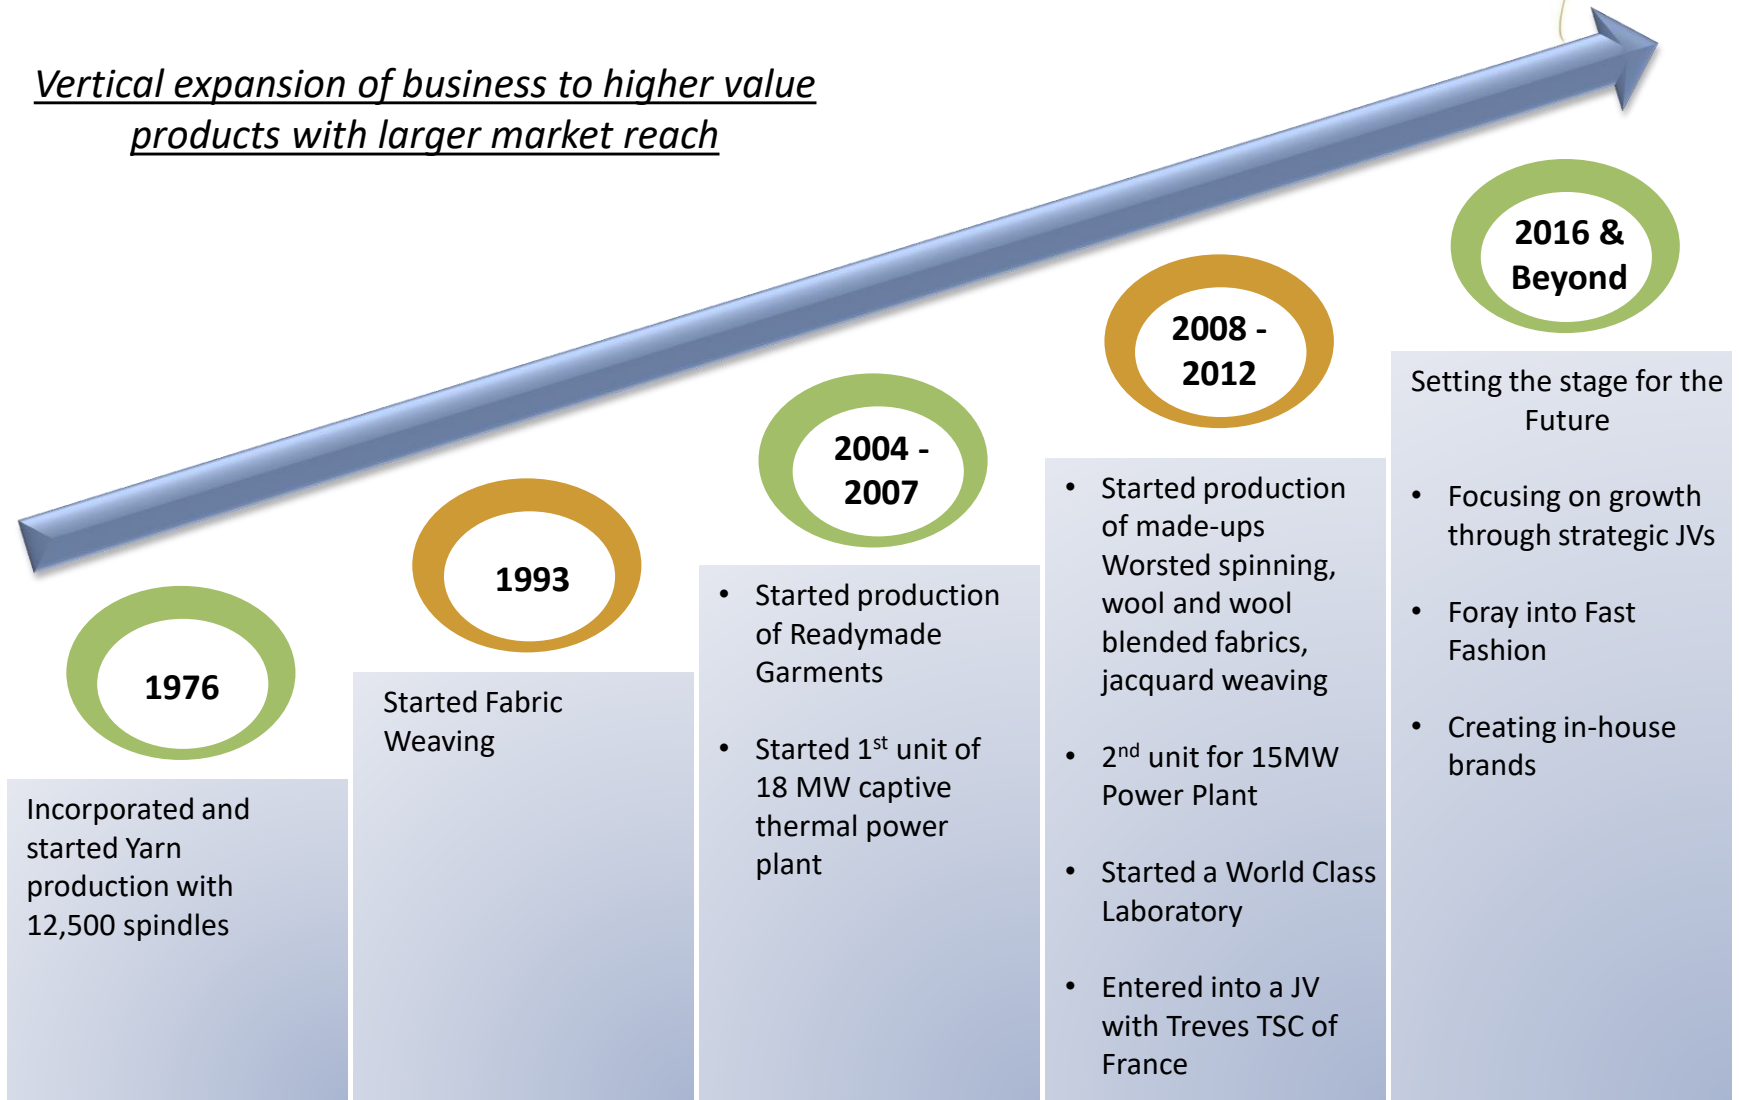 Vertical expansion of business to higher value
products with larger market reach
1976
Incorporated and
started Yarn
production with
12,500 spindles
1993
Started Fabric
Weaving
2004 -
2007
• Started production
of Readymade
Garments
• Started 1st unit of
18 MW captive
thermal power
plant
2008 -
2012
• Started production
of made-ups
Worsted spinning,
wool and wool
blended fabrics,
jacquard weaving
• 2nd unit for 15MW
Power Plant
• Started a World Class
Laboratory
• Entered into a JV
with Treves TSC of
France
2016 &
Beyond
Setting the stage for the
Future
• Focusing on growth
through strategic JVs
• Foray into Fast
Fashion
• Creating in-house
brands